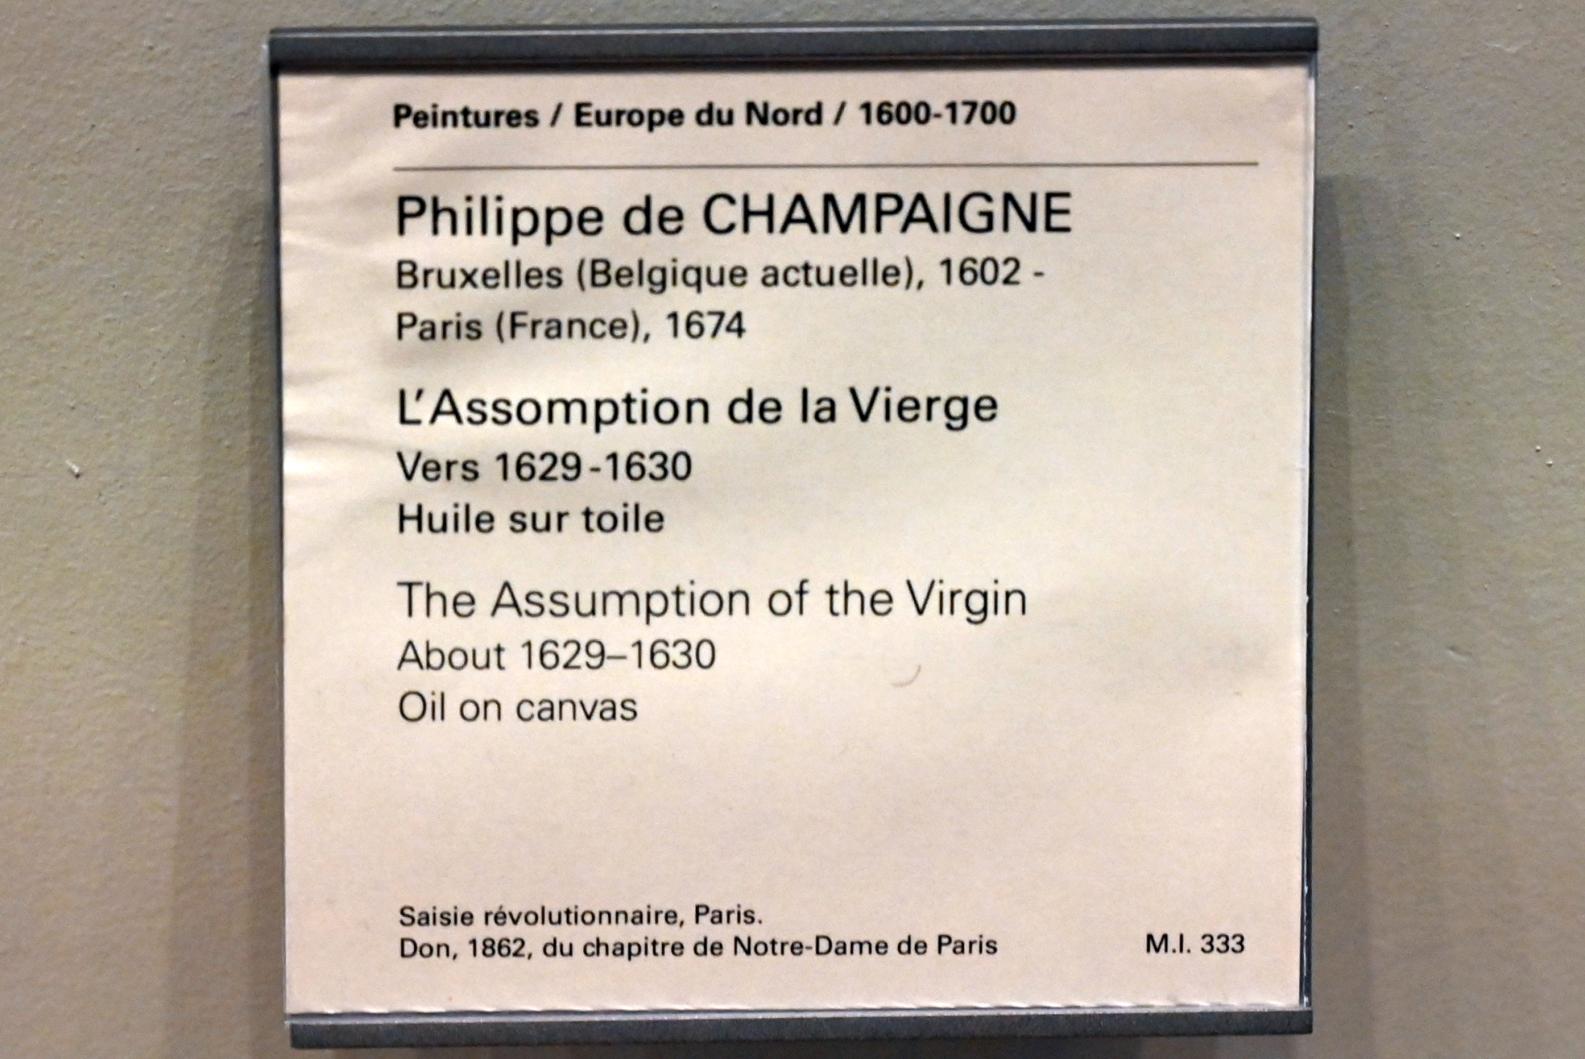 Peintures / Europe du Nord / 1600-1700
Philippe de CHAMPAIGNE
Bruxelles (Belgique actuelle), 1602 -
Paris (France), 1674
L'Assomption de la Vierge
Vers 1629-1630
Huile sur toile
The Assumption of the Virgin
About 1629–1630
Oil on canvas
Saisie révolutionnaire, Paris.
Don, 1862, du chapitre de Notre-Dame de Paris
M.I. 333